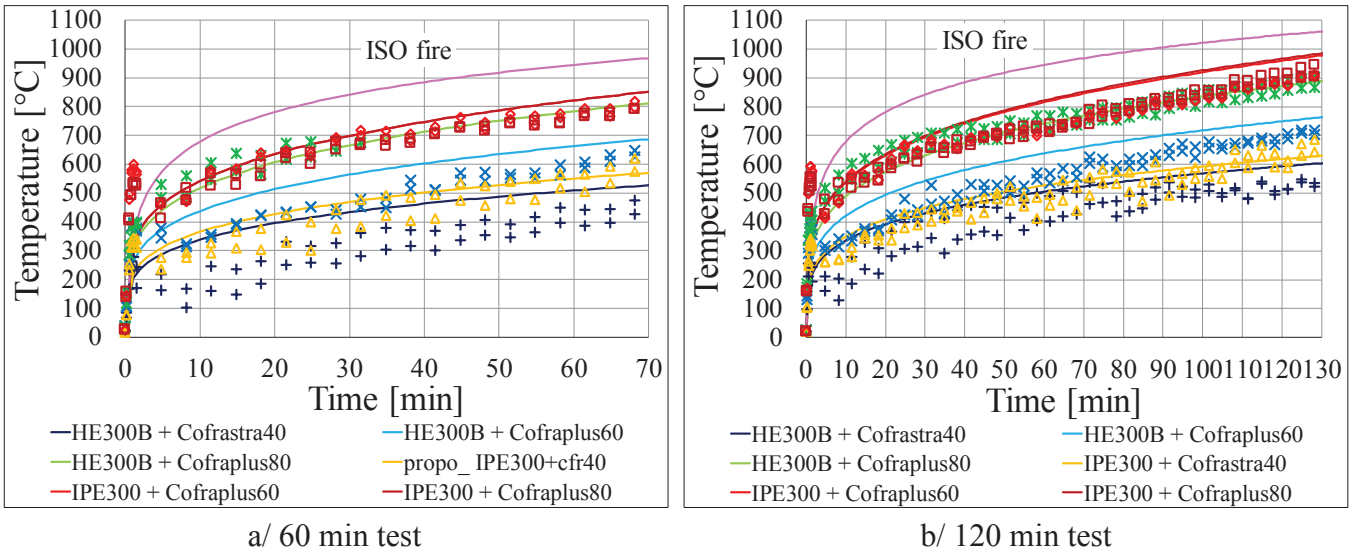 ISO fire
Temperature [°C]
1100
1000
900
800
700
600
500
400
300
200
100
0
0 10 20 30 40 50 60 70
Time [min]
HE300B + Cofrastra40 HE300B + Cofraplus60
HE300B + Cofraplus80 propo_ IPE300+cfr40
IPE300 + Cofraplus60 IPE300 + Cofraplus80
a/ 60 min test
ISO fire
Temperature [°C]
1100
1000
900
800
700
600
500
400
300
200
100
0
0 10 20 30 40 50 60 70 80 90 100110120130
Time [min]
HE300B + Cofrastra40 HE300B + Cofraplus60
HE300B + Cofraplus80 IPE300 + Cofrastra40
IPE300 + Cofraplus60 IPE300 + Cofraplus80
b/ 120 min test